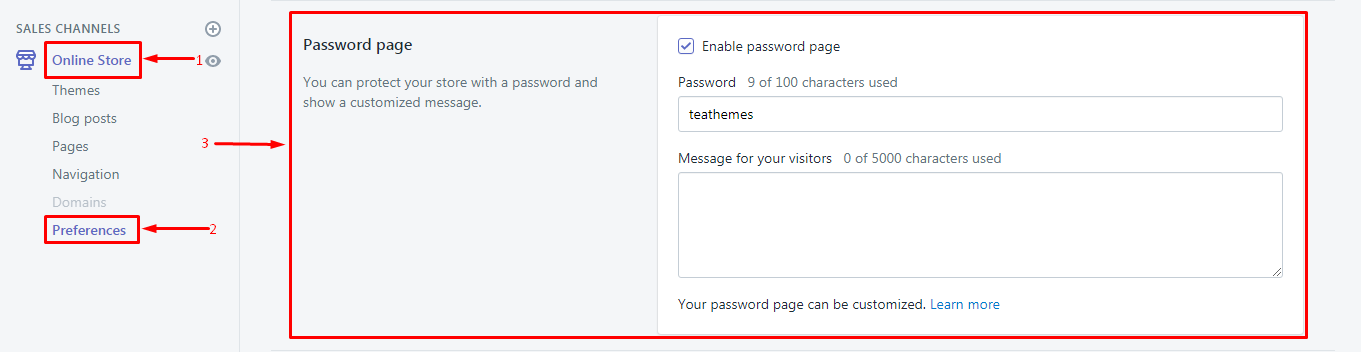 SALES CHANNELS
Online Store
1
Themes
Blog posts
Pages
Navigation
Domains
Preferences
2
3
Password page
You can protect your store with a password and
show a customized message.
Enable password page
Password 9 of 100 characters used
teathemes
Message for your visitors 0 of 5000 characters used
Your password page can be customized. Learn more